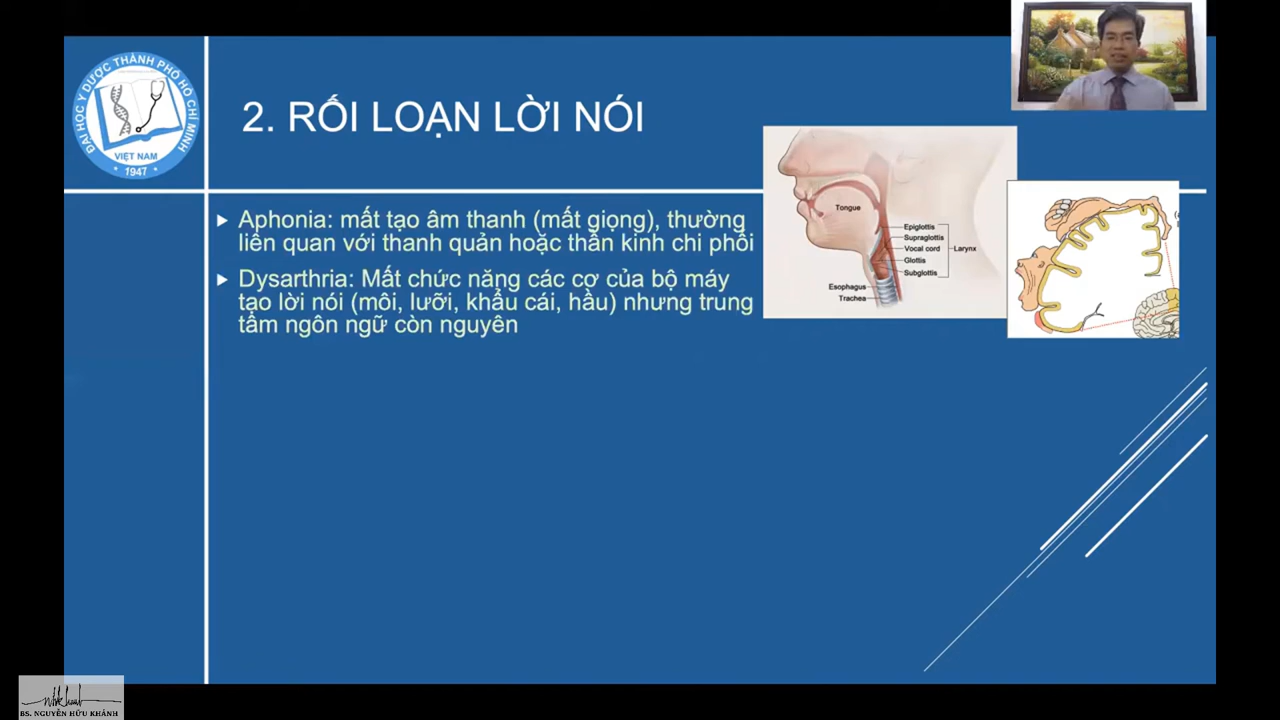 ĐẠI HỌC Y DƯỢC THÀNH PHỐ HỒ CHÍ MINH
VIỆT NAM
1947
2. RỐI LOẠN LỜI NÓI
Aphonia: mất tạo âm thanh (mất giọng), thường
liên quan với thanh quản hoặc thần kinh chi phối
Dysarthria: Mất chức năng các cơ của bộ máy
tạo lời nói (môi, lưỡi, khẩu cái, hầu) nhưng trung
tâm ngôn ngữ còn nguyên
Tongue
Epiglottis
Supraglottis
Vocal cord
Larynx
Glottis
Subglottis
Esophagus
Trachea
BS. NGUYỄN HỮU KHÁNH